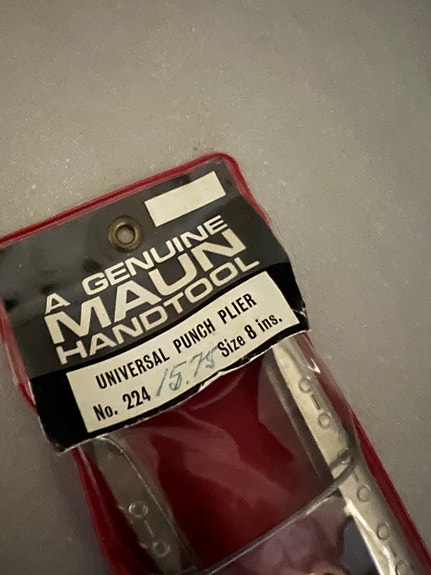 A GENUINE
MAUN
HANDTOOL
UNIVERSAL PUNCH PLIER
No. 224 15.75 Size 8 ins.